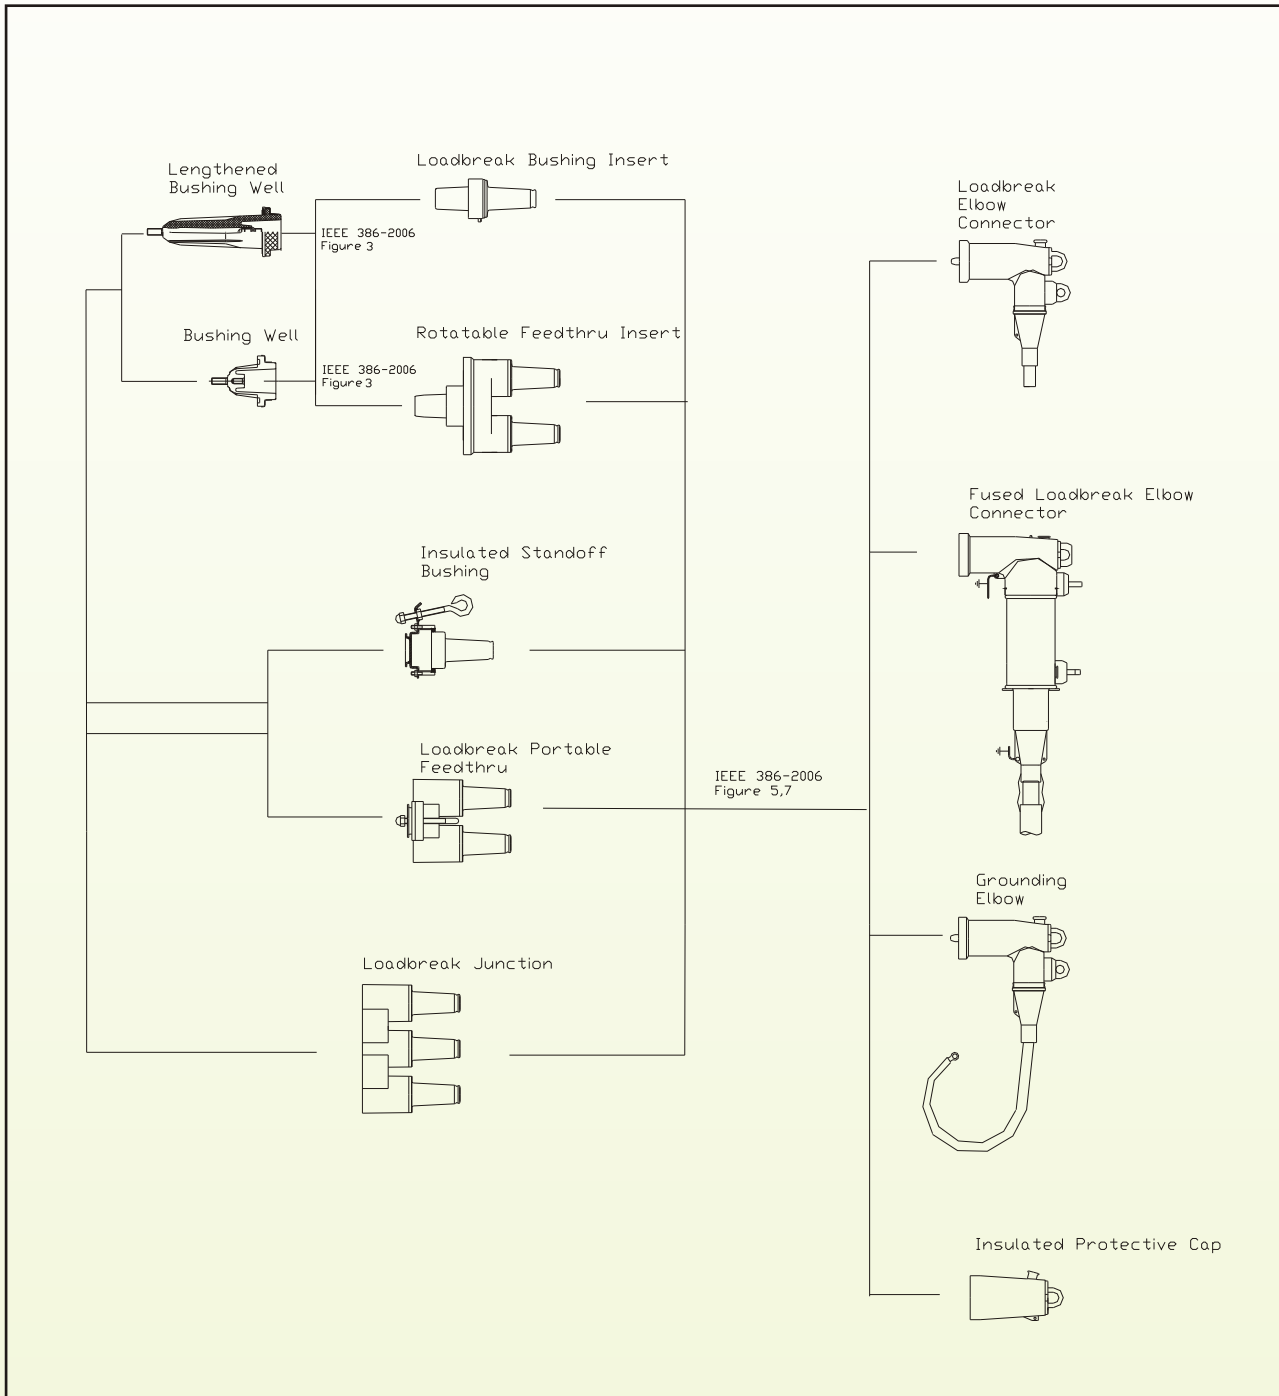 Lengthened
Bushing Well
Loadbreak Bushing Insert
IEEE 386-2006
Figure 3
Bushing Well
IEEE 386-2006
Figure 3
Rotatable Feedthru Insert
Insulated Standoff
Bushing
Loadbreak Portable
Feedthru
Loadbreak Junction
IEEE 386-2006
Figure 5,7
Loadbreak
Elbow
Connector
Fused Loadbreak Elbow
Connector
Grounding
Elbow
Insulated Protective Cap